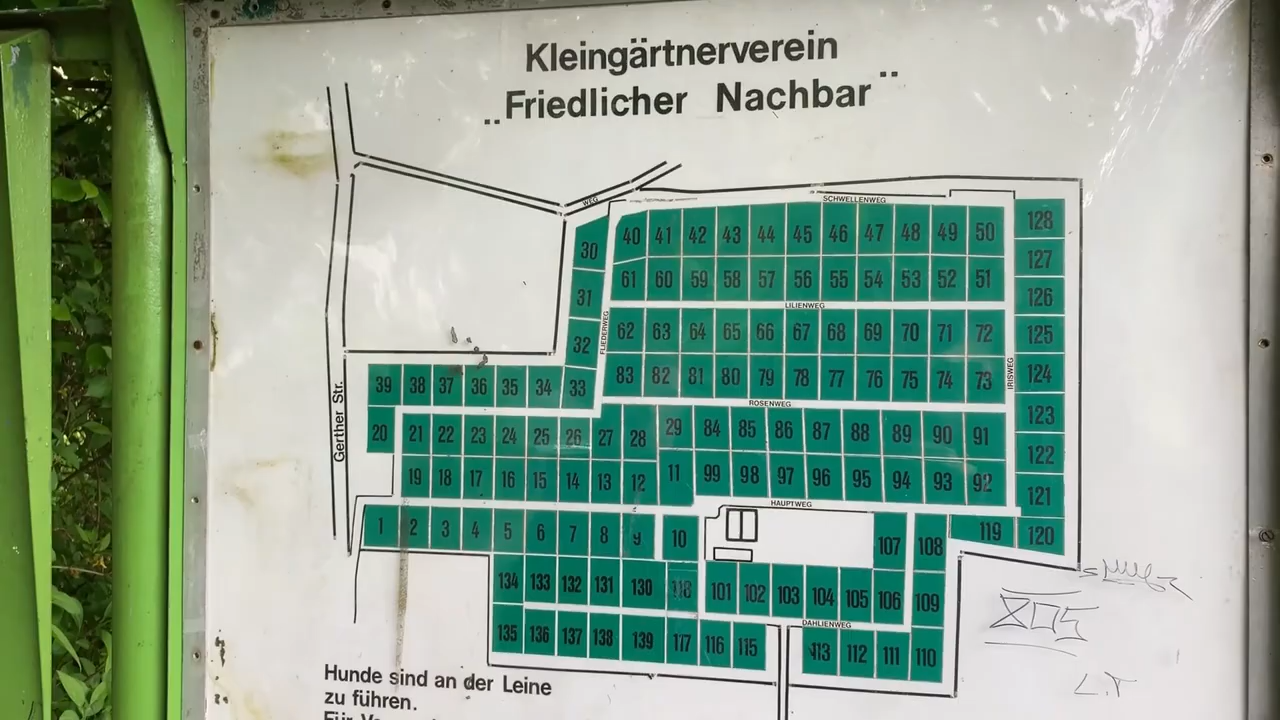 Kleingärtnerverein
„Friedlicher Nachbar"
WEG
SCHWELLENWEG
30 40 41 42 43 44 45 46 47 48 49 50 128
31 61 60 59 58 57 56 55 54 53 52 51 127
126
LILIENWEG
FLIEDERWEG
32 62 63 64 65 66 67 68 69 70 71 72 125
IRISWEG
39 38 37 36 35 34 33 83 82 81 80 79 78 77 76 75 74 73 124
ROSENWEG
Gerther Str.
20 21 22 23 24 25 26 27 28 29 84 85 86 87 88 89 90 91 123
122
19 18 17 16 15 14 13 12 11 99 98 97 96 95 94 93 92 121
HAUPTWEG
1 2 3 4 5 6 7 8 9 10 107 108 119 120
134 133 132 131 130 118 101 102 103 104 105 106 109
DAHLIENWEG
135 136 137 138 139 117 116 115 113 112 111 110
805
L.T
Hunde sind an der Leine
zu führen.